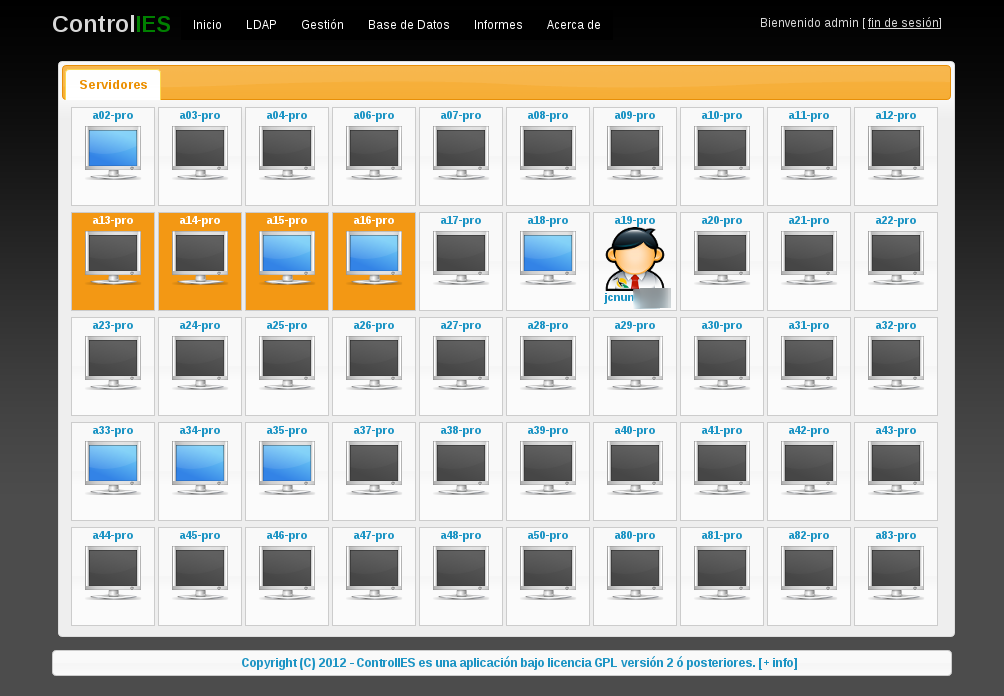 ControlIES Inicio LDAP Gestión Base de Datos Informes Acerca de Bienvenido admin [ fin de sesión]
Servidores
a02-pro a03-pro a04-pro a06-pro a07-pro a08-pro a09-pro a10-pro a11-pro a12-pro
a13-pro a14-pro a15-pro a16-pro a17-pro a18-pro a19-pro a20-pro a21-pro a22-pro
a23-pro a24-pro a25-pro a26-pro a27-pro a28-pro a29-pro a30-pro a31-pro a32-pro
a33-pro a34-pro a35-pro a37-pro a38-pro a39-pro a40-pro a41-pro a42-pro a43-pro
a44-pro a45-pro a46-pro a47-pro a48-pro a50-pro a80-pro a81-pro a82-pro a83-pro
Copyright (C) 2012 - ControlIES es una aplicación bajo licencia GPL versión 2 ó posteriores. [+ info]